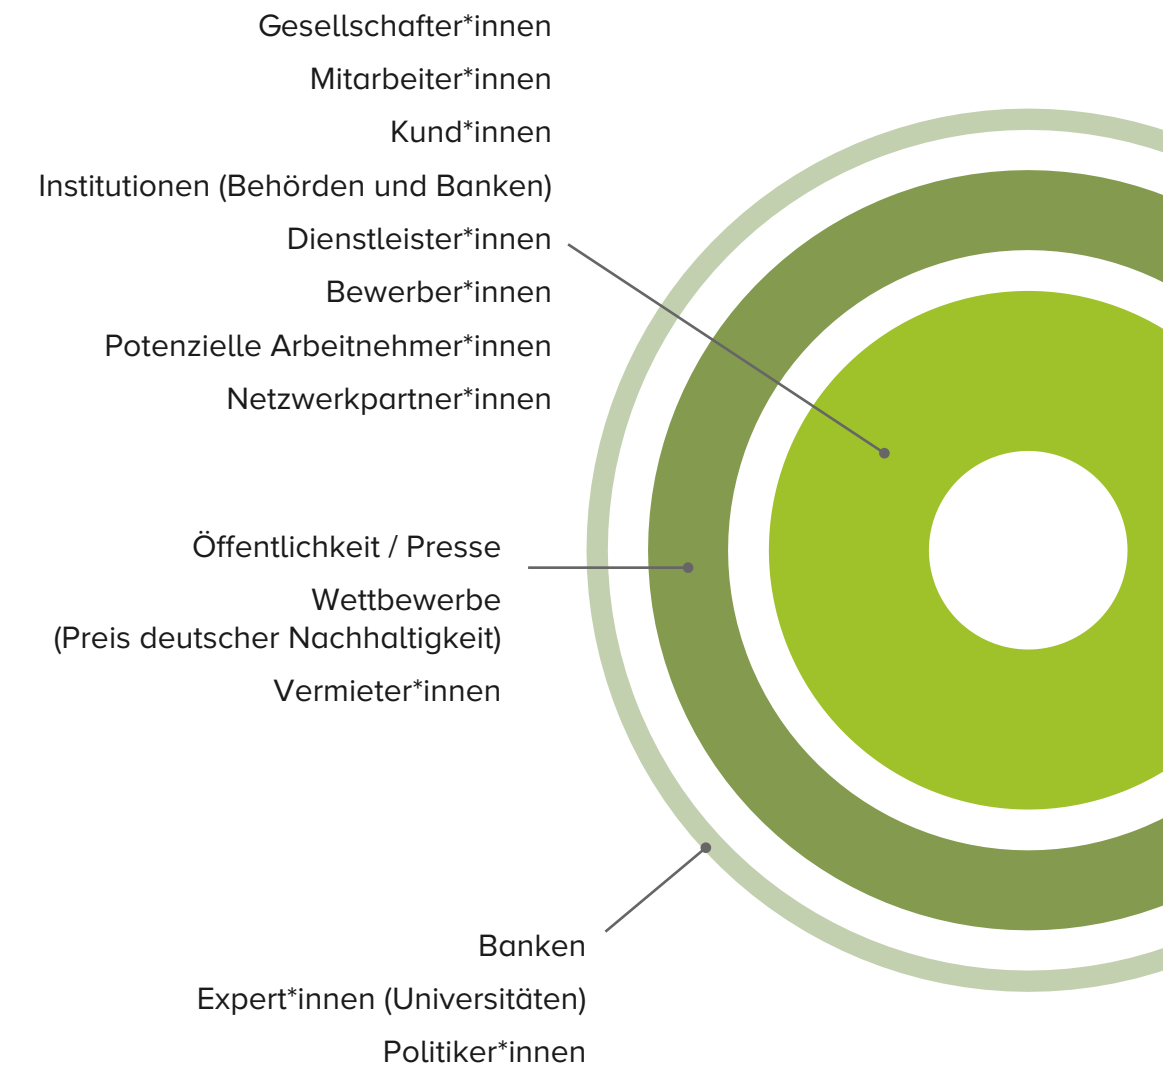 Gesellschafter*innen
Mitarbeiter*innen
Kund*innen
Institutionen (Behörden und Banken)
Dienstleister*innen
Bewerber*innen
Potenzielle Arbeitnehmer*innen
Netzwerkpartner*innen
Öffentlichkeit / Presse
Wettbewerbe
(Preis deutscher Nachhaltigkeit)
Vermieter*innen
Banken
Expert*innen (Universitäten)
Politiker*innen